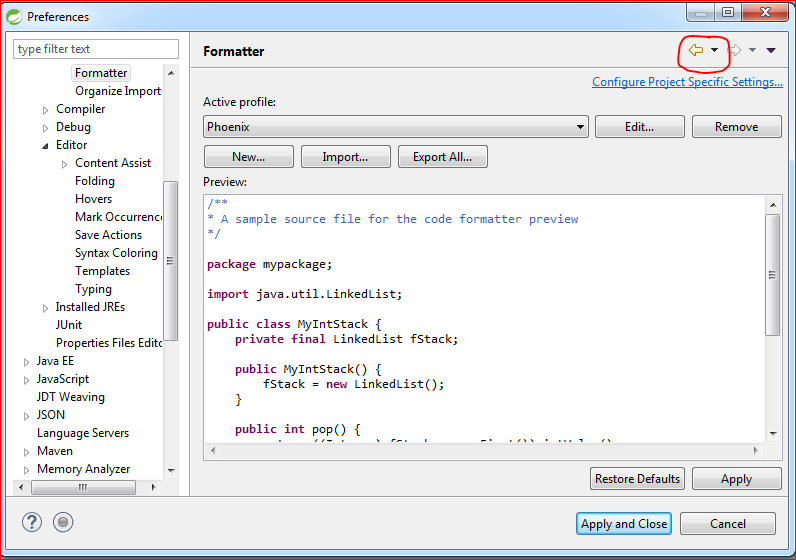 Preferences
type filter text
Formatter
Organize Import
Compiler
Debug
Editor
Content Assist
Folding
Hovers
Mark Occurrenc
Save Actions
Syntax Coloring
Templates
Typing
Installed JREs
JUnit
Properties Files Edito
Java EE
JavaScript
JDT Weaving
JSON
Language Servers
Maven
Memory Analyzer
Formatter
Configure Project Specific Settings...
Active profile:
Phoenix
Edit...
Remove
New...
Import...
Export All...
Preview:
/**
* A sample source file for the code formatter preview
*/
package mypackage;
import java.util.LinkedList;
public class MyIntStack {
private final LinkedList fStack;
public MyIntStack() {
fStack = new LinkedList();
}
public int pop() {
Restore Defaults
Apply
?
Apply and Close
Cancel